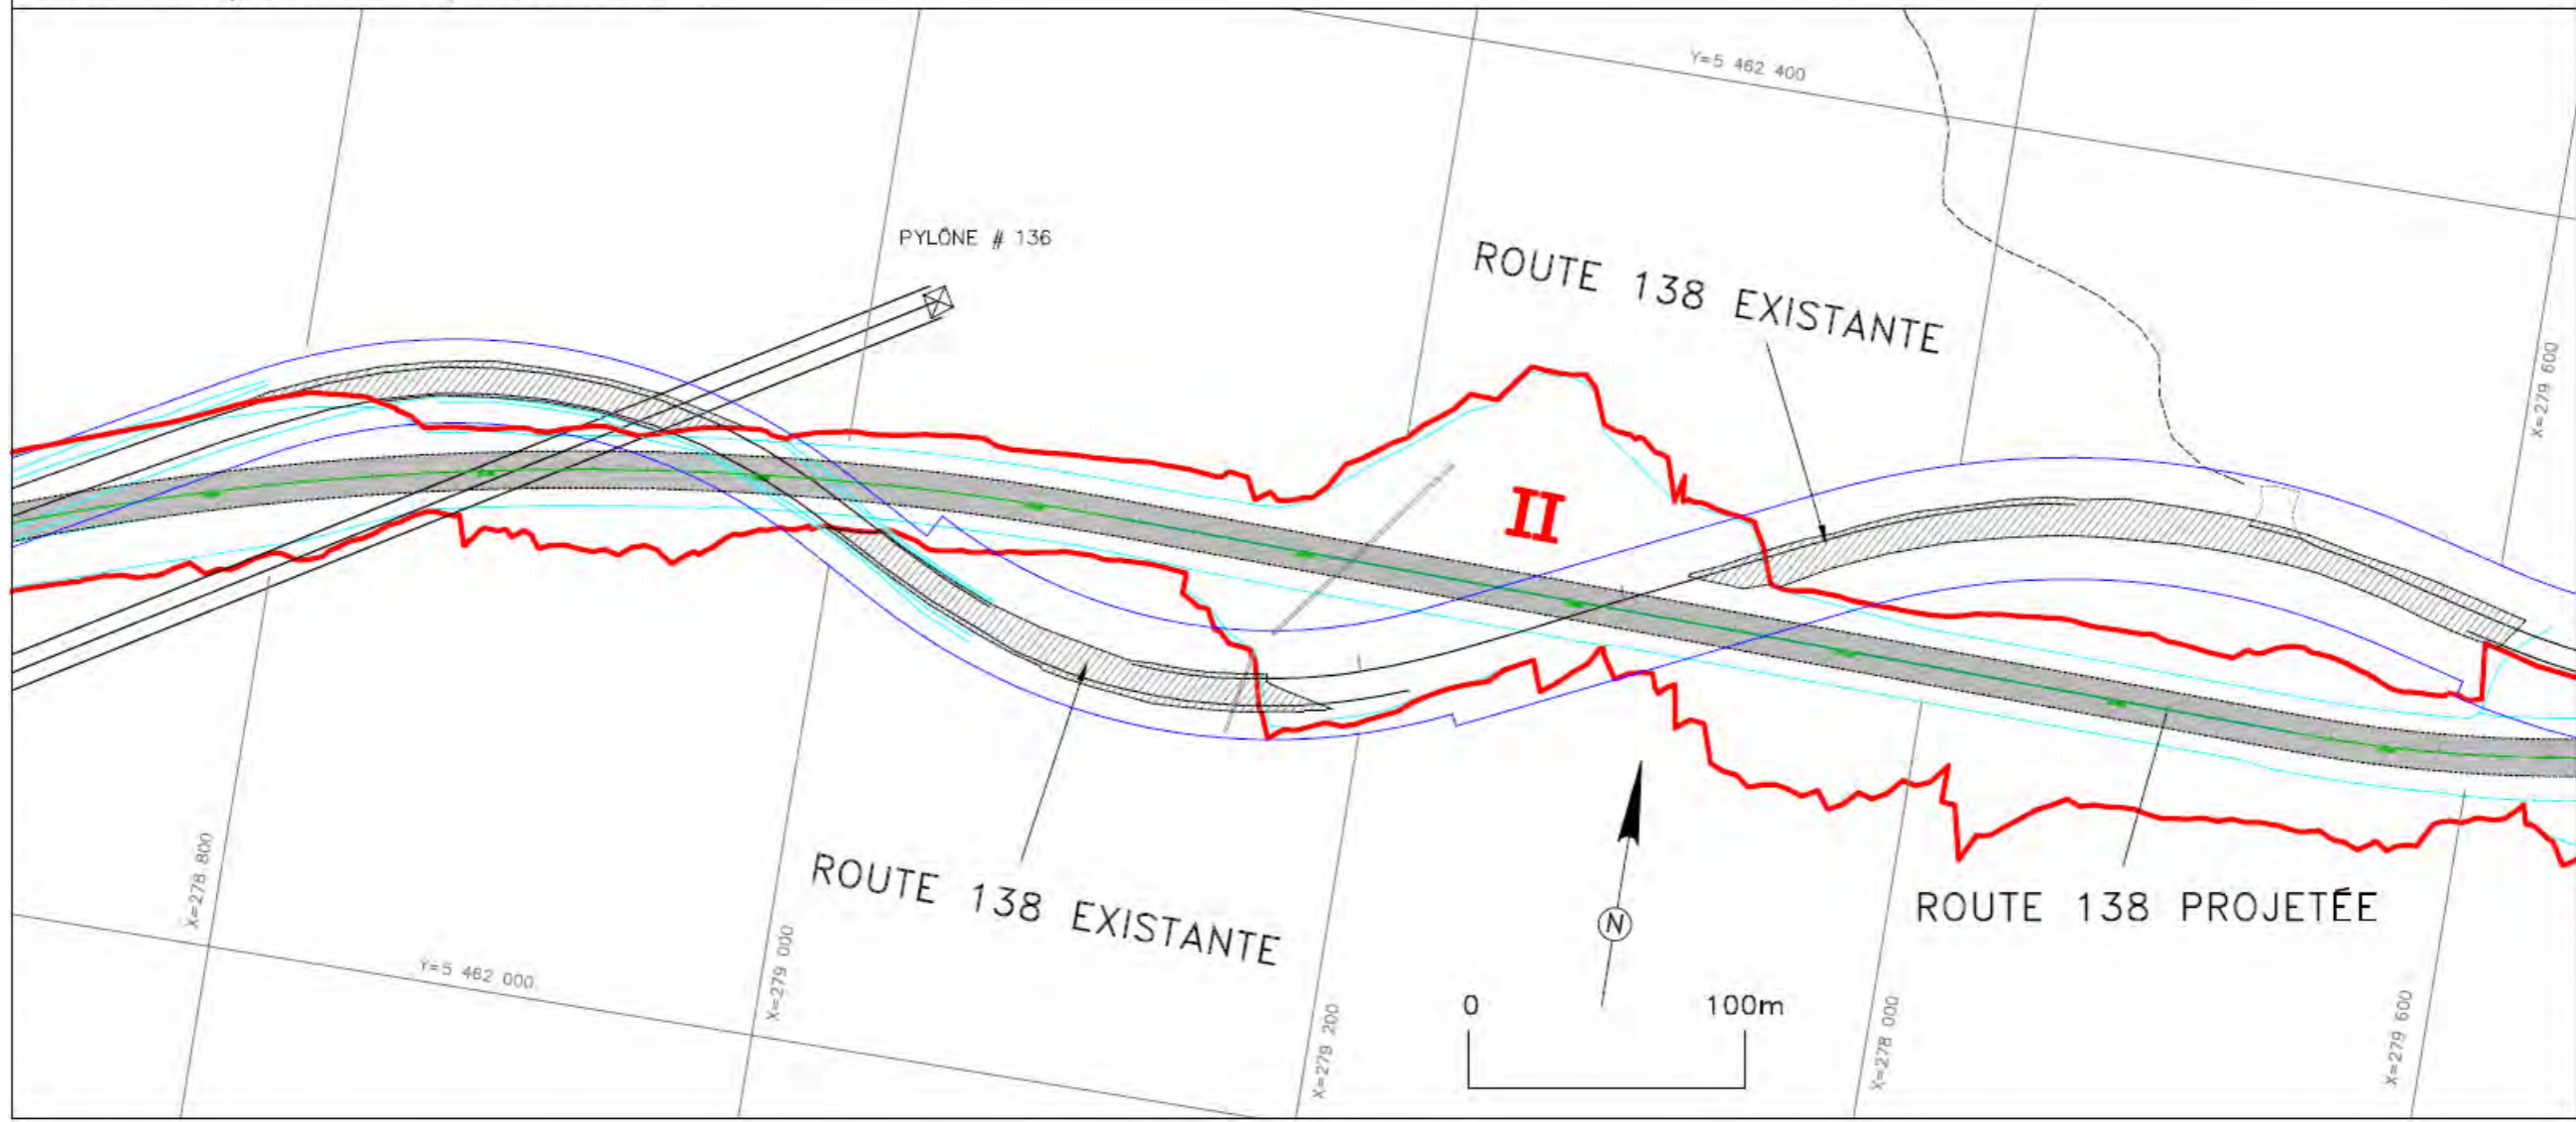 Y=5 462 400
PYLÔNE # 136
ROUTE 138 EXISTANTE
X=279 600
II
X=278 800
ROUTE 138 EXISTANTE
ROUTE 138 PROJETÉE
Y=5 462 000
X=279 000
N
0 100m
X=279 200
X=278 000
X=279 600